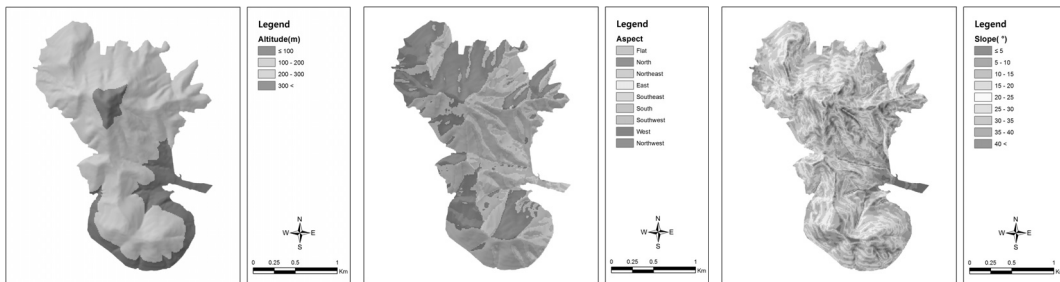 Legend
Altitude(m)
≤ 100
100 - 200
200 - 300
300 <
N
W E
S
0 0.25 0.5 1
Km
Legend
Aspect
Flat
North
Northeast
East
Southeast
South
Southwest
West
Northwest
N
W E
S
0 0.25 0.5 1
Km
Legend
Slope( °)
≤ 5
5 - 10
10 - 15
15 - 20
20 - 25
25 - 30
30 - 35
35 - 40
40 <
N
W E
S
0 0.25 0.5 1
Km